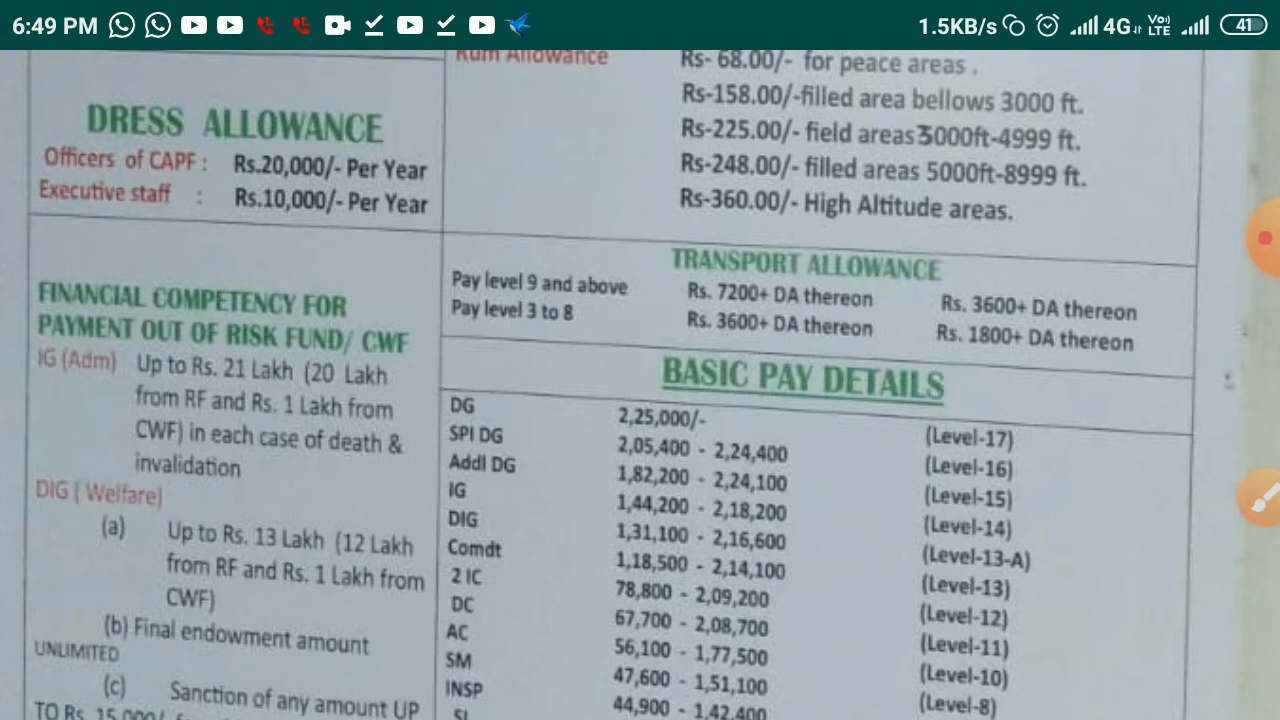 6:49 PM
1.5KB/s
4G
Vo))
LTE
41
Rum Allowance
Rs- 68.00/- for peace areas .
Rs-158.00/-filled area bellows 3000 ft.
Rs-225.00/- field areas 3000ft-4999 ft.
Rs-248.00/- filled areas 5000ft-8999 ft.
Rs-360.00/- High Altitude areas.
DRESS ALLOWANCE
Officers of CAPF : Rs.20,000/- Per Year
Executive staff : Rs.10,000/- Per Year
TRANSPORT ALLOWANCE
Pay level 9 and above Rs. 7200+ DA thereon Rs. 3600+ DA thereon
Pay level 3 to 8 Rs. 3600+ DA thereon Rs. 1800+ DA thereon
FINANCIAL COMPETENCY FOR
PAYMENT OUT OF RISK FUND/ CWF
IG (Adm) Up to Rs. 21 Lakh (20 Lakh
from RF and Rs. 1 Lakh from
CWF) in each case of death &
invalidation
DIG ( Welfare)
(a) Up to Rs. 13 Lakh (12 Lakh
from RF and Rs. 1 Lakh from
CWF)
(b) Final endowment amount
UNLIMITED
(c) Sanction of any amount UP
TO Rs. 15,000/-
BASIC PAY DETAILS
DG 2,25,000/- (Level-17)
SPI DG 2,05,400 - 2,24,400 (Level-16)
Addl DG 1,82,200 - 2,24,100 (Level-15)
IG 1,44,200 - 2,18,200 (Level-14)
DIG 1,31,100 - 2,16,600 (Level-13-A)
Comdt 1,18,500 - 2,14,100 (Level-13)
2 IC 78,800 - 2,09,200 (Level-12)
DC 67,700 - 2,08,700 (Level-11)
AC 56,100 - 1,77,500 (Level-10)
SM 47,600 - 1,51,100 (Level-8)
INSP 44,900 - 1,42,400
SI